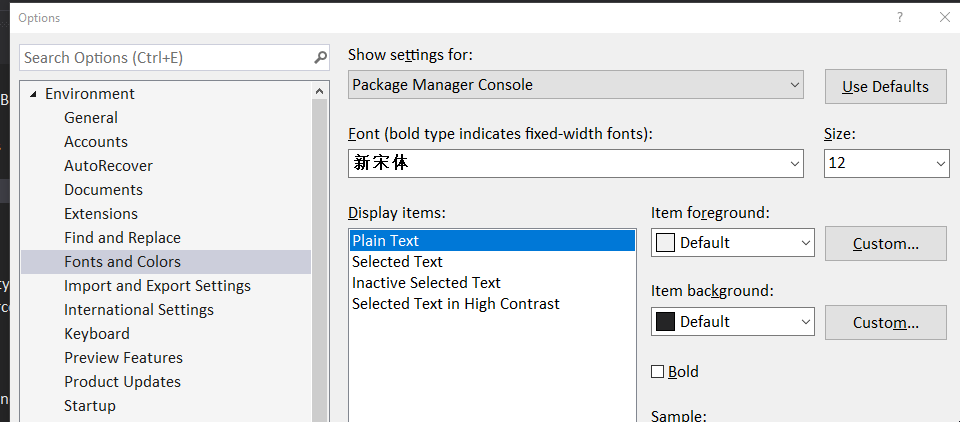 Options
?
Search Options (Ctrl+E)
Environment
General
Accounts
AutoRecover
Documents
Extensions
Find and Replace
Fonts and Colors
Import and Export Settings
International Settings
Keyboard
Preview Features
Product Updates
Startup
Show settings for:
Package Manager Console
Use Defaults
Font (bold type indicates fixed-width fonts):
Size:
新宋体
12
Display items:
Plain Text
Selected Text
Inactive Selected Text
Selected Text in High Contrast
Item foreground:
Default
Custom...
Item background:
Default
Custom...
Bold
Sample: